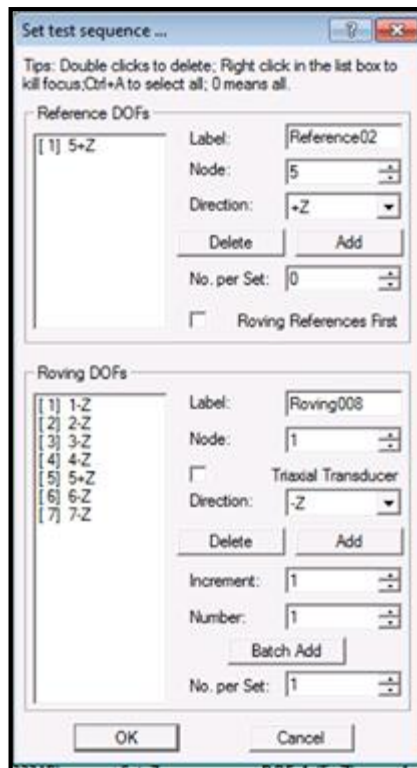 Set test sequence ...
Tips: Double clicks to delete; Right click in the list box to
kill focus;Ctrl+A to select all; 0 means all.
Reference DOFs
[ 1] 5+Z
Label: Reference02
Node: 5
Direction: +Z
Delete Add
No. per Set: 0
Roving References First
Roving DOFs
[ 1] 1-Z
[ 2] 2-Z
[ 3] 3-Z
[ 4] 4-Z
[ 5] 5+Z
[ 6] 6-Z
[ 7] 7-Z
Label: Roving008
Node: 1
Triaxial Transducer
Direction: -Z
Delete Add
Increment: 1
Number: 1
Batch Add
No. per Set: 1
OK Cancel